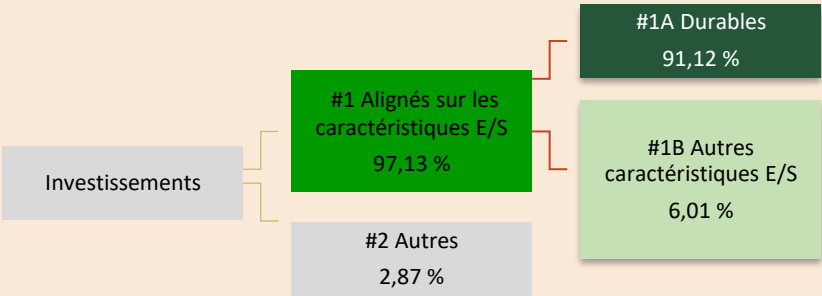 Investissements
#1 Alignés sur les
caractéristiques E/S
97,13 %
#2 Autres
2,87 %
#1A Durables
91,12 %
#1B Autres
caractéristiques E/S
6,01 %